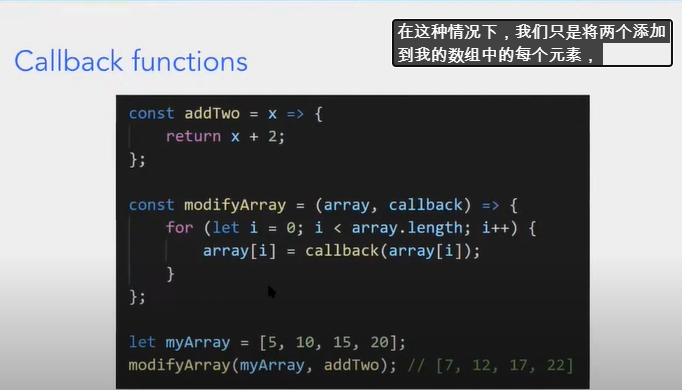 在这种情况下，我们只是将两个添加
到我的数组中的每个元素，
Callback functions
const addTwo = x => {
    return x + 2;
};
const modifyArray = (array, callback) => {
    for (let i = 0; i < array.length; i++) {
        array[i] = callback(array[i]);
    }
};
let myArray = [5, 10, 15, 20];
modifyArray(myArray, addTwo); // [7, 12, 17, 22]